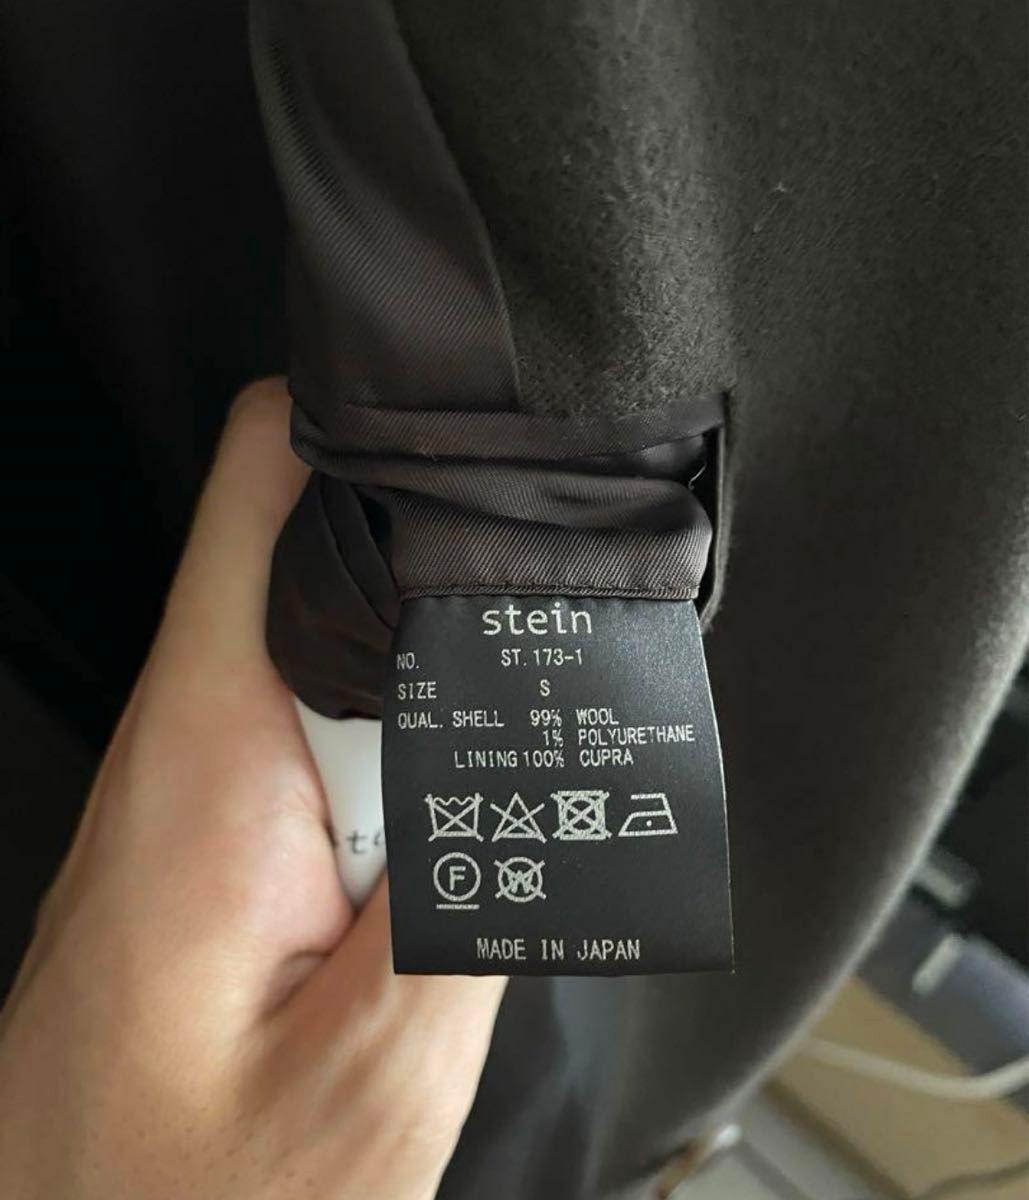 stein
NO. ST.173-1
SIZE S
QUAL. SHELL 99% WOOL
1% POLYURETHANE
LINING 100% CUPRA
F
W
MADE IN JAPAN